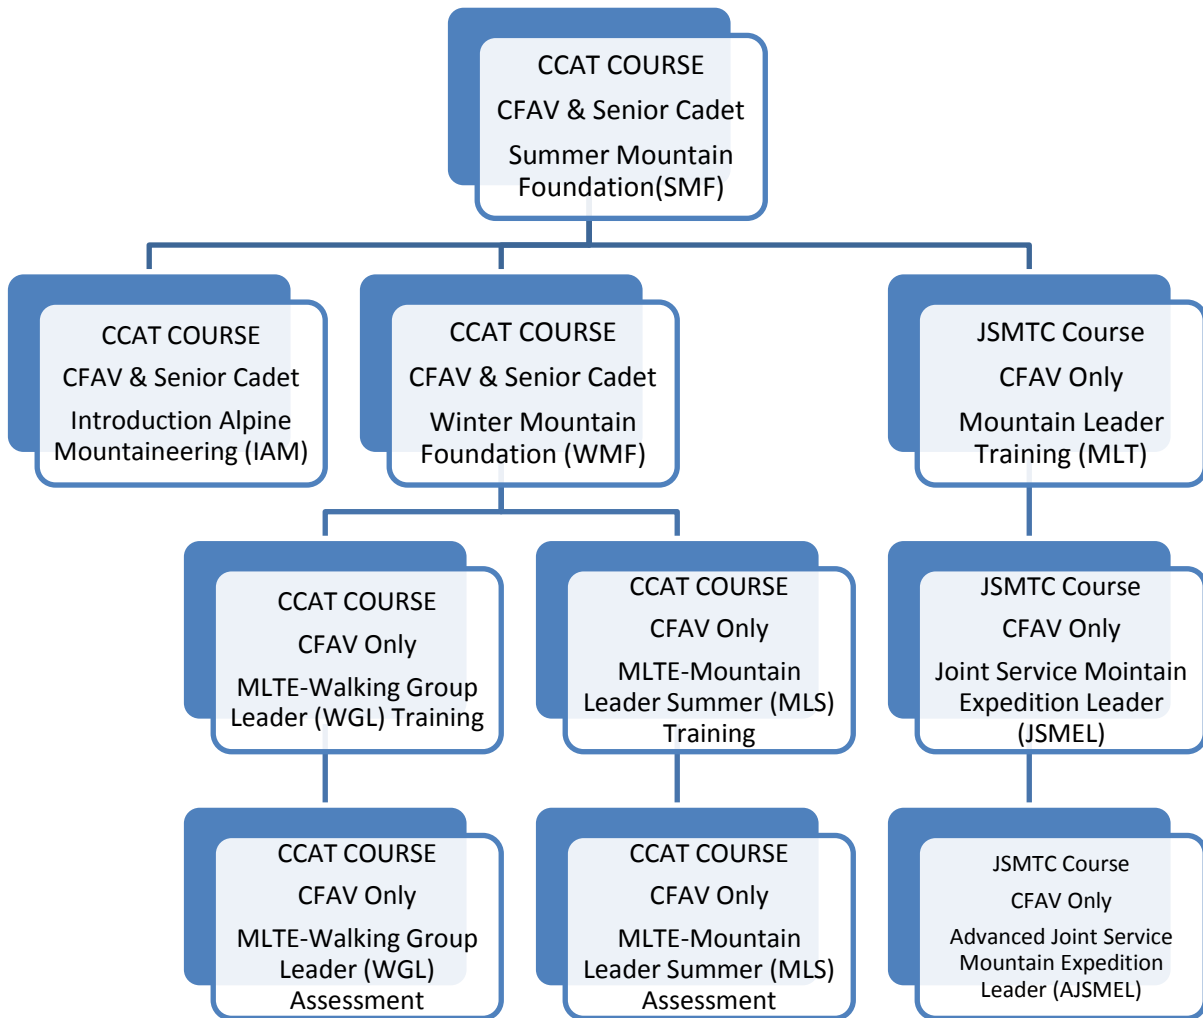 CCAT COURSE
CFAV & Senior Cadet
Summer Mountain
Foundation(SMF)
CCAT COURSE
CFAV & Senior Cadet
Introduction Alpine
Mountaineering (IAM)
CCAT COURSE
CFAV & Senior Cadet
Winter Mountain
Foundation (WMF)
JSMTC Course
CFAV Only
Mountain Leader
Training (MLT)
CCAT COURSE
CFAV Only
MLTE-Walking Group
Leader (WGL) Training
CCAT COURSE
CFAV Only
MLTE-Mountain
Leader Summer (MLS)
Training
JSMTC Course
CFAV Only
Joint Service Mointain
Expedition Leader
(JSMEL)
CCAT COURSE
CFAV Only
MLTE-Walking Group
Leader (WGL)
Assessment
CCAT COURSE
CFAV Only
MLTE-Mountain
Leader Summer (MLS)
Assessment
JSMTC Course
CFAV Only
Advanced Joint Service
Mountain Expedition
Leader (AJSMEL)